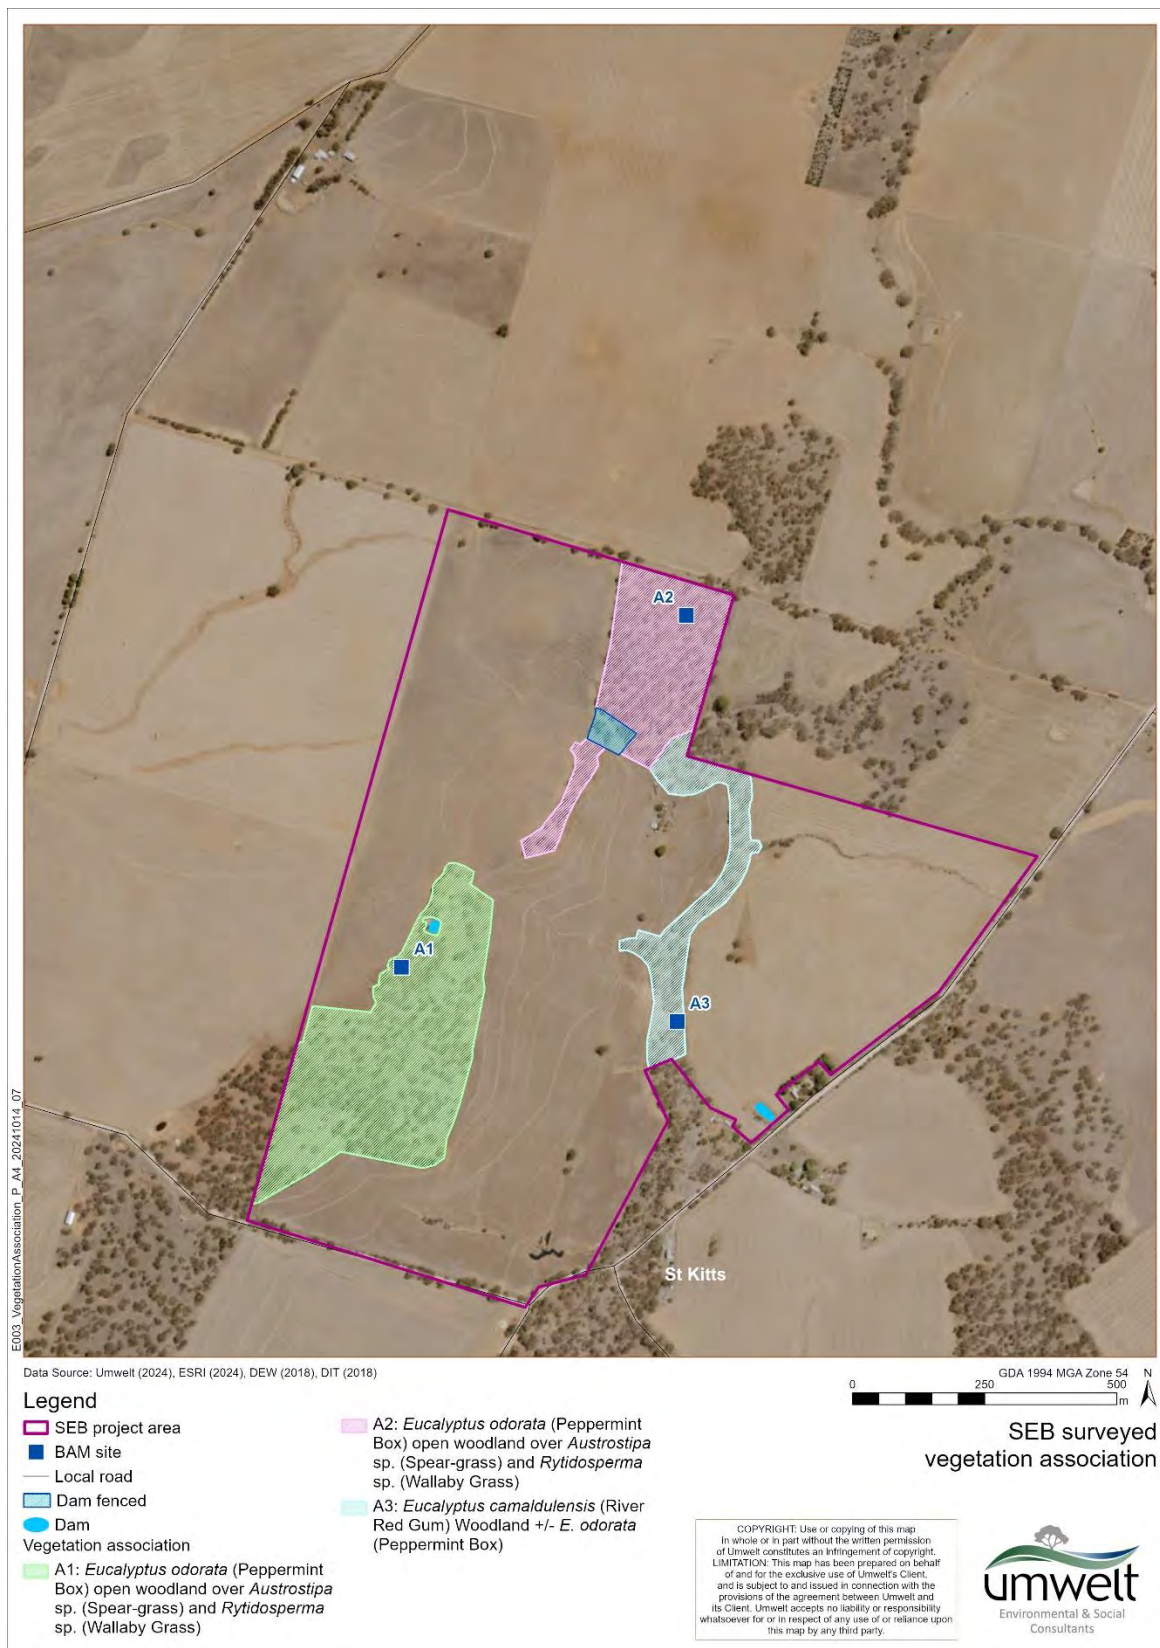 A2
A1
A3
St Kitts
E003_VegetationAssociation_P_A4_20241014_07
Data Source: Umwelt (2024), ESRI (2024), DEW (2018), DIT (2018)
GDA 1994 MGA Zone 54 N
0 250 500
m
Legend
SEB project area
BAM site
Local road
Dam fenced
Dam
Vegetation association
A1: Eucalyptus odorata (Peppermint
Box) open woodland over Austrostipa
sp. (Spear-grass) and Rytidosperma
sp. (Wallaby Grass)
A2: Eucalyptus odorata (Peppermint
Box) open woodland over Austostipa
sp. (Spear-grass) and Rytidosperma
sp. (Wallaby Grass)
A3: Eucalyptus camaldulensis (River
Red Gum) Woodland +/- E. odorata
(Peppermint Box)
SEB surveyed
vegetation association
COPYRIGHT: Use or copying of this map
In whole or in part without the written permission
of Umwelt constitutes an infringement of copyright.
LIMITATION: This map has been prepared on behalf
of and for the exclusive use of Umwelt's Client,
and is subject to and issued in connection with the
provisions of the agreement between Umwelt and
its Client. Umwelt accepts no liability or responsibility
whatsoever for or in respect of any use of or reliance upon
this map by any third party.
umwelt
Environmental & Social
Consultants